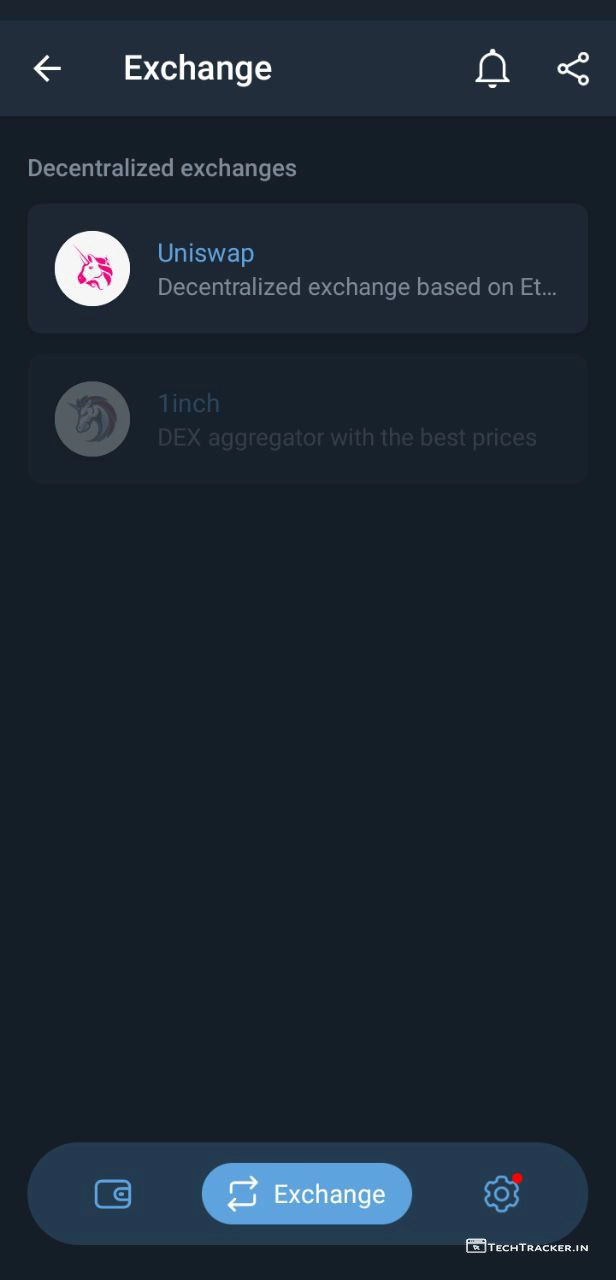 Exchange
Decentralized exchanges
Uniswap
Decentralized exchange based on Et...
1inch
DEX aggregator with the best prices
Exchange
TECHTRACKER.IN